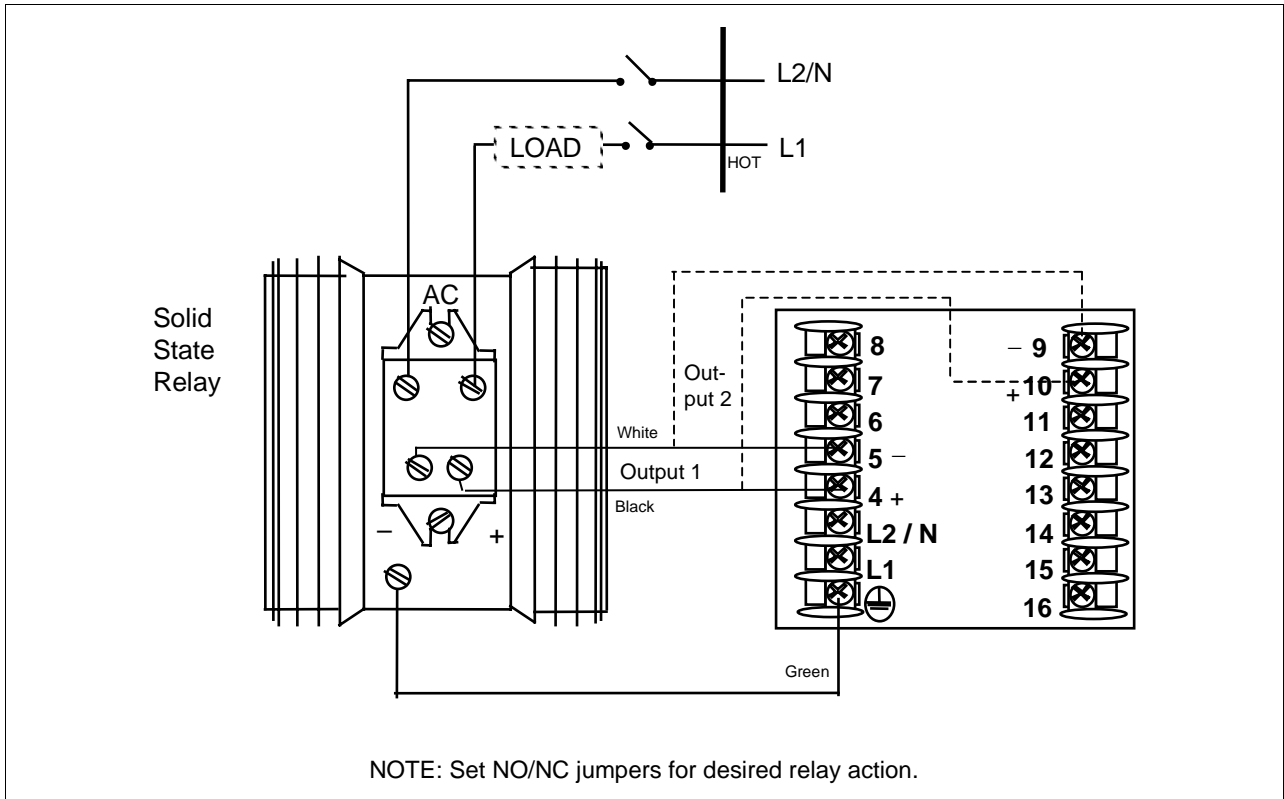 L2/N
LOAD
L1
HOT
Solid
State
Relay
AC
Out-
put 2
White
Output 1
Black
− +
8
7
6
5 −
4 +
L2 / N
L1
− 9
+ 10
11
12
13
14
15
16
Green
NOTE: Set NO/NC jumpers for desired relay action.